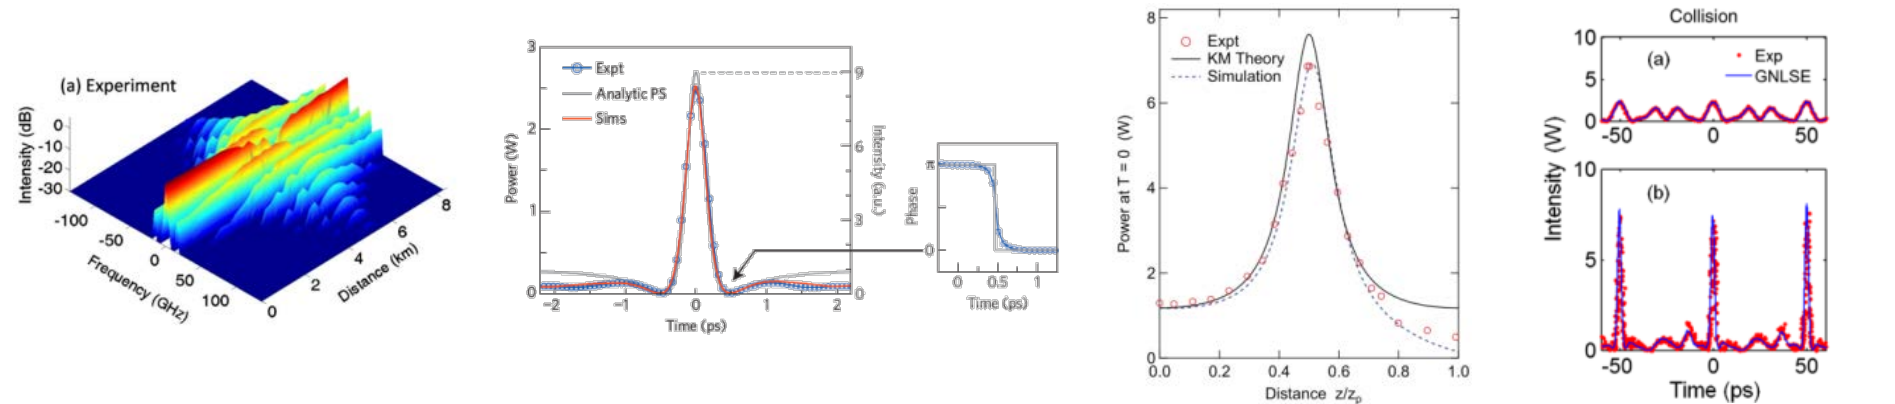 (a) Experiment
Intensity (dB)
0
-10
-20
-30
-100
-50
0
50
100
Frequency (GHz)
0
2
4
6
8
Distance (km)
3
2
1
0
Power (W)
Expt
Analytic PS
Sims
9
6
3
0
Intensity (a.u.)
−2
−1
0
1
2
Time (ps)
Phase
π
0
0
0.5
1
Time (ps)
8
6
4
2
0
Power at T = 0 (W)
Expt
KM Theory
Simulation
0.0
0.2
0.4
0.6
0.8
1.0
Distance z/zp
Collision
10
5
0
(a)
Exp
GNLSE
-50
0
50
Intensity (W)
10
5
0
(b)
-50
0
50
Time (ps)